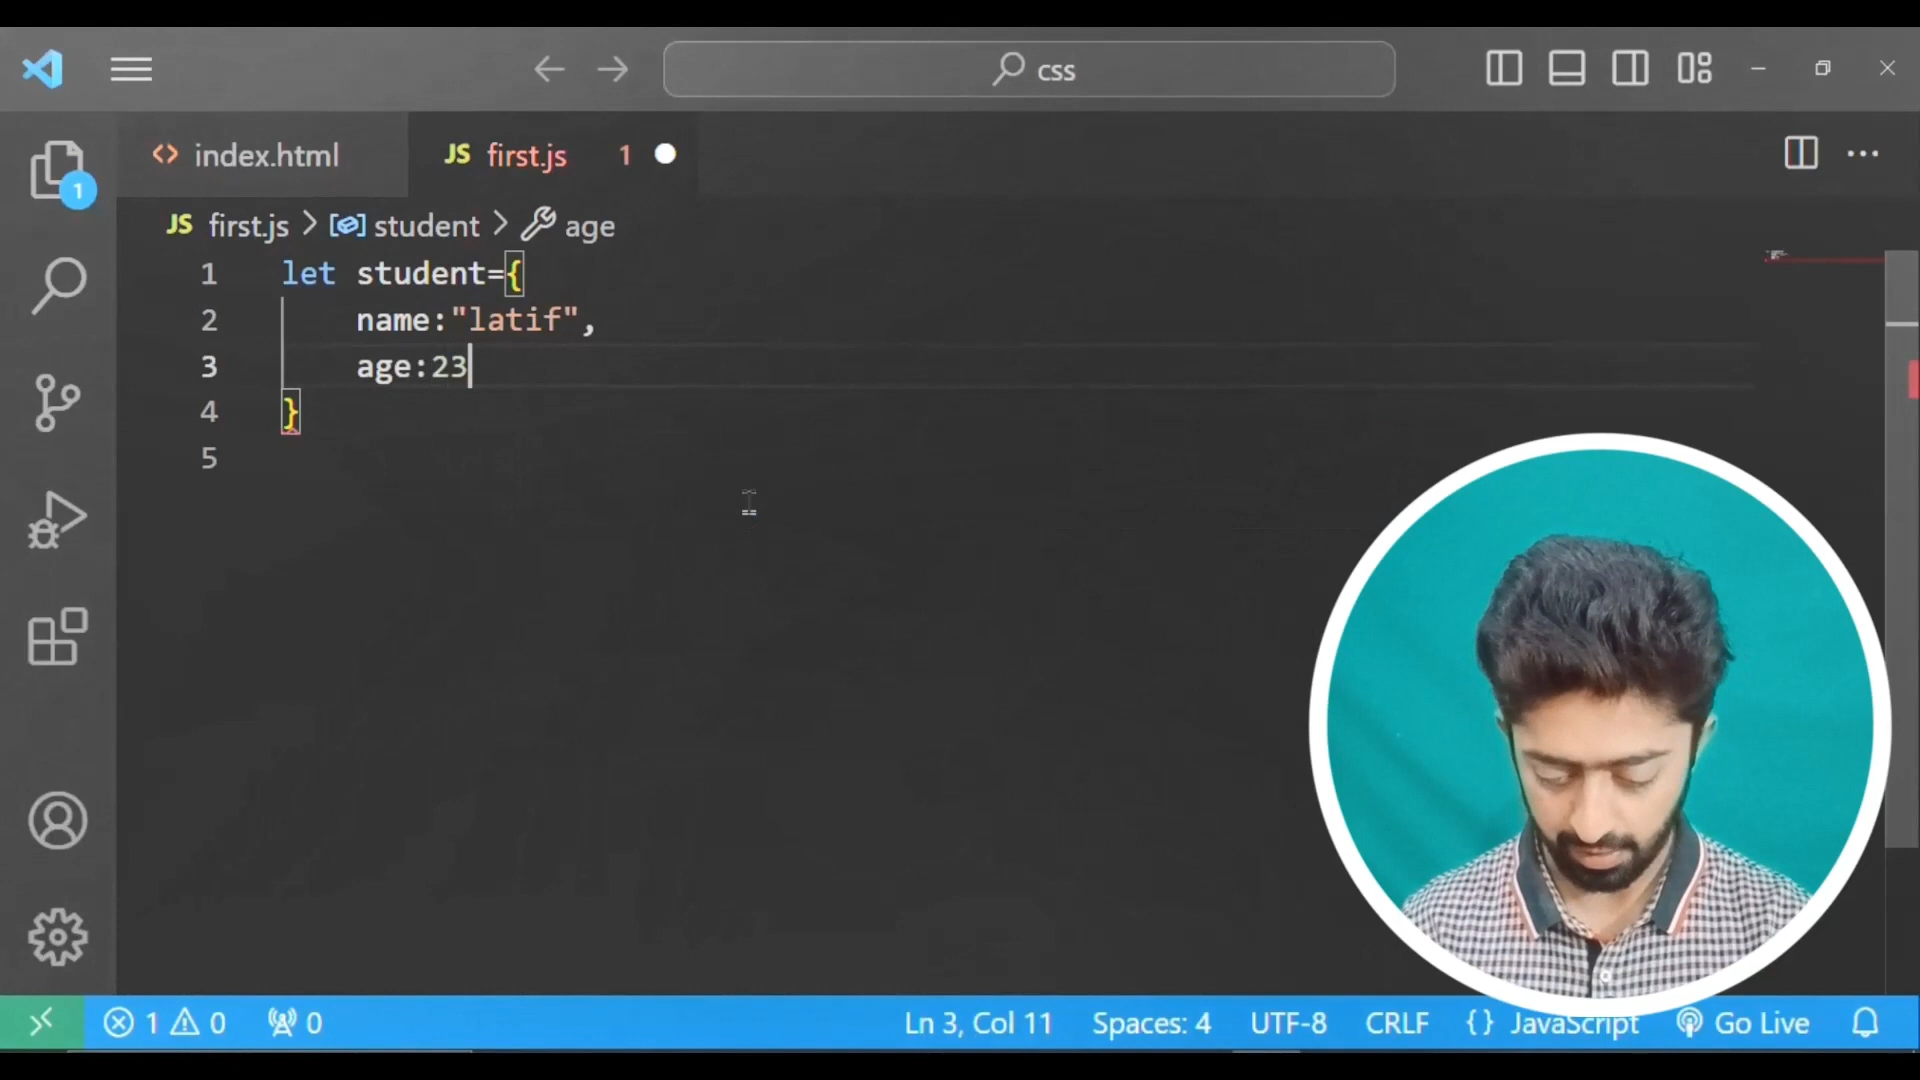 css
index.html
JS first.js 1
JS first.js > student > age
1 let student={
2 name:"latif",
3 age:23
4 }
5
1
1 0 0
Ln 3, Col 11 Spaces: 4 UTF-8 CRLF {} JavaScript Go Live